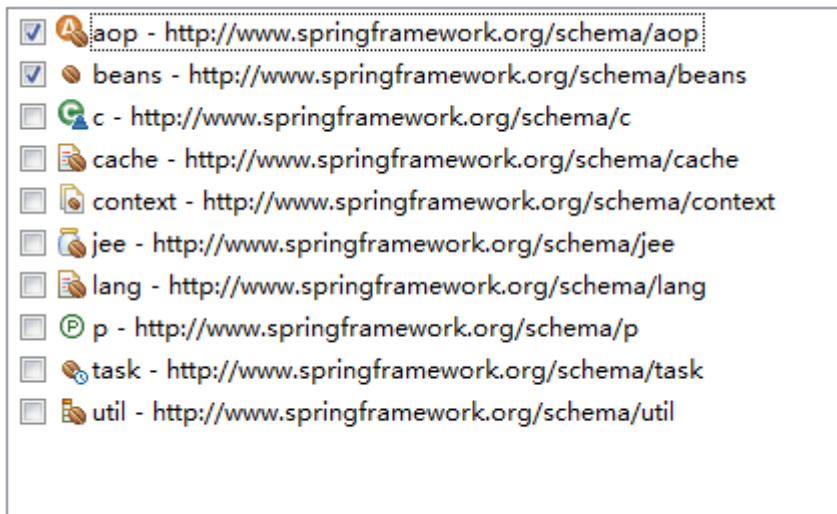 aop - http://www.springframework.org/schema/aop
beans - http://www.springframework.org/schema/beans
c - http://www.springframework.org/schema/c
cache - http://www.springframework.org/schema/cache
context - http://www.springframework.org/schema/context
jee - http://www.springframework.org/schema/jee
lang - http://www.springframework.org/schema/lang
p - http://www.springframework.org/schema/p
task - http://www.springframework.org/schema/task
util - http://www.springframework.org/schema/util